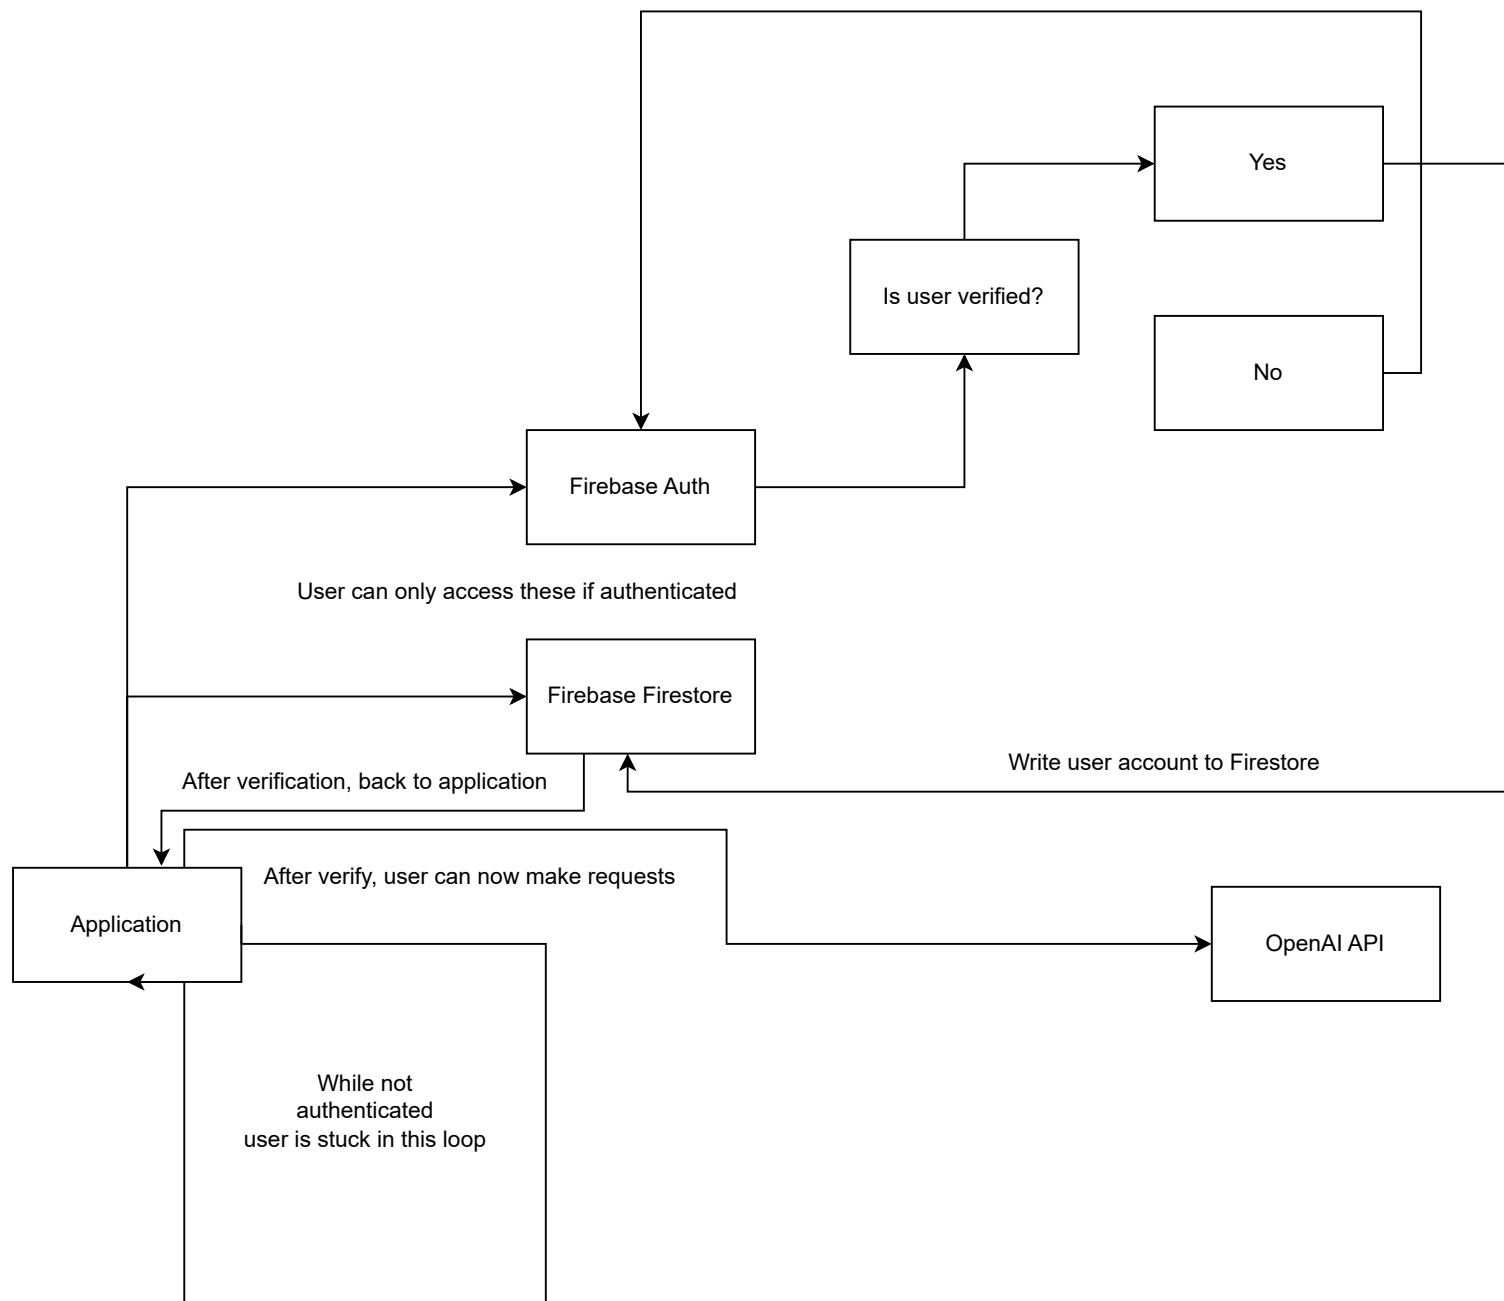 Yes
Is user verified?
No
Firebase Auth
User can only access these if authenticated
Firebase Firestore
Write user account to Firestore
After verification, back to application
After verify, user can now make requests
Application
OpenAI API
While not
authenticated
user is stuck in this loop